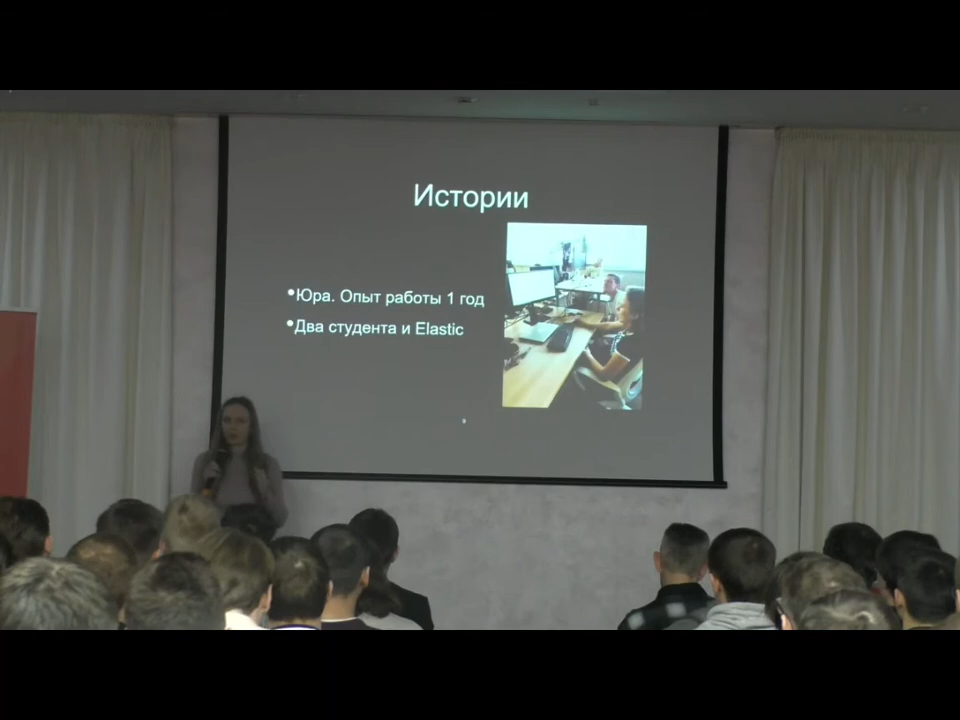 Истории
•Юра. Опыт работы 1 год
•Два студента и Elastic